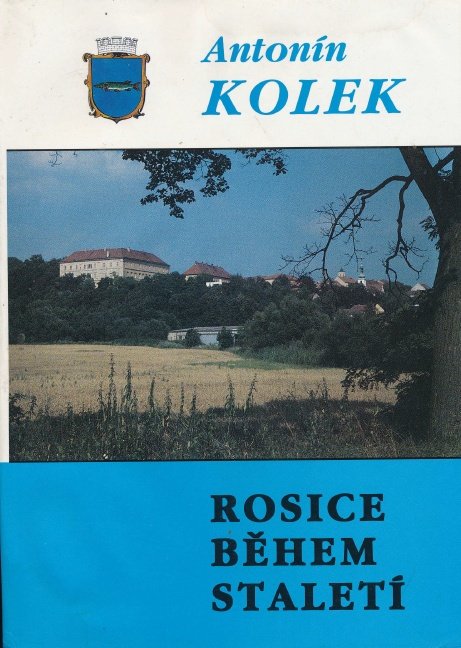 Antonín
KOLEK
ROSICE
BĚHEM
STALETÍ